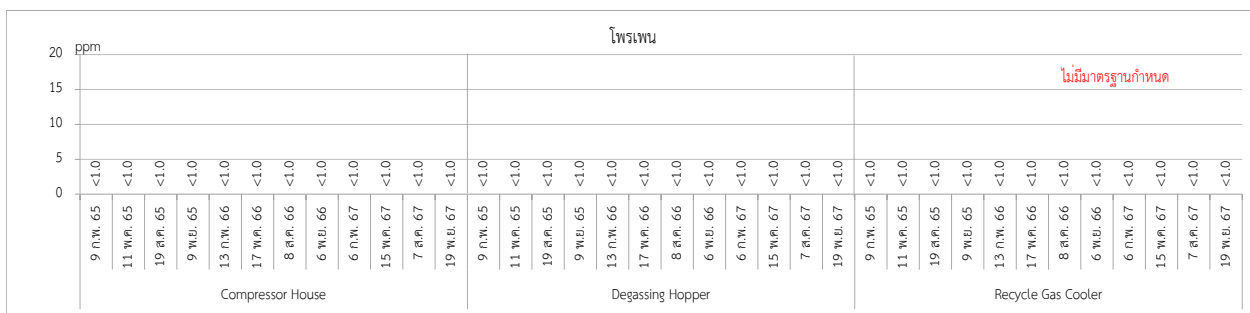 โพรเพน
ppm
20
15
10
5
0
ไม่มีมาตรฐานกำหนด
<1.0 <1.0 <1.0 <1.0 <1.0 <1.0 <1.0 <1.0 <1.0 <1.0 <1.0 <1.0 <1.0 <1.0 <1.0 <1.0 <1.0 <1.0 <1.0 <1.0 <1.0 <1.0 <1.0 <1.0 <1.0 <1.0 <1.0 <1.0 <1.0 <1.0 <1.0 <1.0 <1.0 <1.0 <1.0 <1.0
9 ก.พ. 65 11 พ.ค. 65 19 ส.ค. 65 9 พ.ย. 65 13 ก.พ. 66 17 พ.ค. 66 8 ส.ค. 66 6 พ.ย. 66 6 ก.พ. 67 15 พ.ค. 67 7 ส.ค. 67 19 พ.ย. 67 9 ก.พ. 65 11 พ.ค. 65 19 ส.ค. 65 9 พ.ย. 65 13 ก.พ. 66 17 พ.ค. 66 8 ส.ค. 66 6 พ.ย. 66 6 ก.พ. 67 15 พ.ค. 67 7 ส.ค. 67 19 พ.ย. 67 9 ก.พ. 65 11 พ.ค. 65 19 ส.ค. 65 9 พ.ย. 65 13 ก.พ. 66 17 พ.ค. 66 8 ส.ค. 66 6 พ.ย. 66 6 ก.พ. 67 15 พ.ค. 67 7 ส.ค. 67 19 พ.ย. 67
Compressor House Degassing Hopper Recycle Gas Cooler